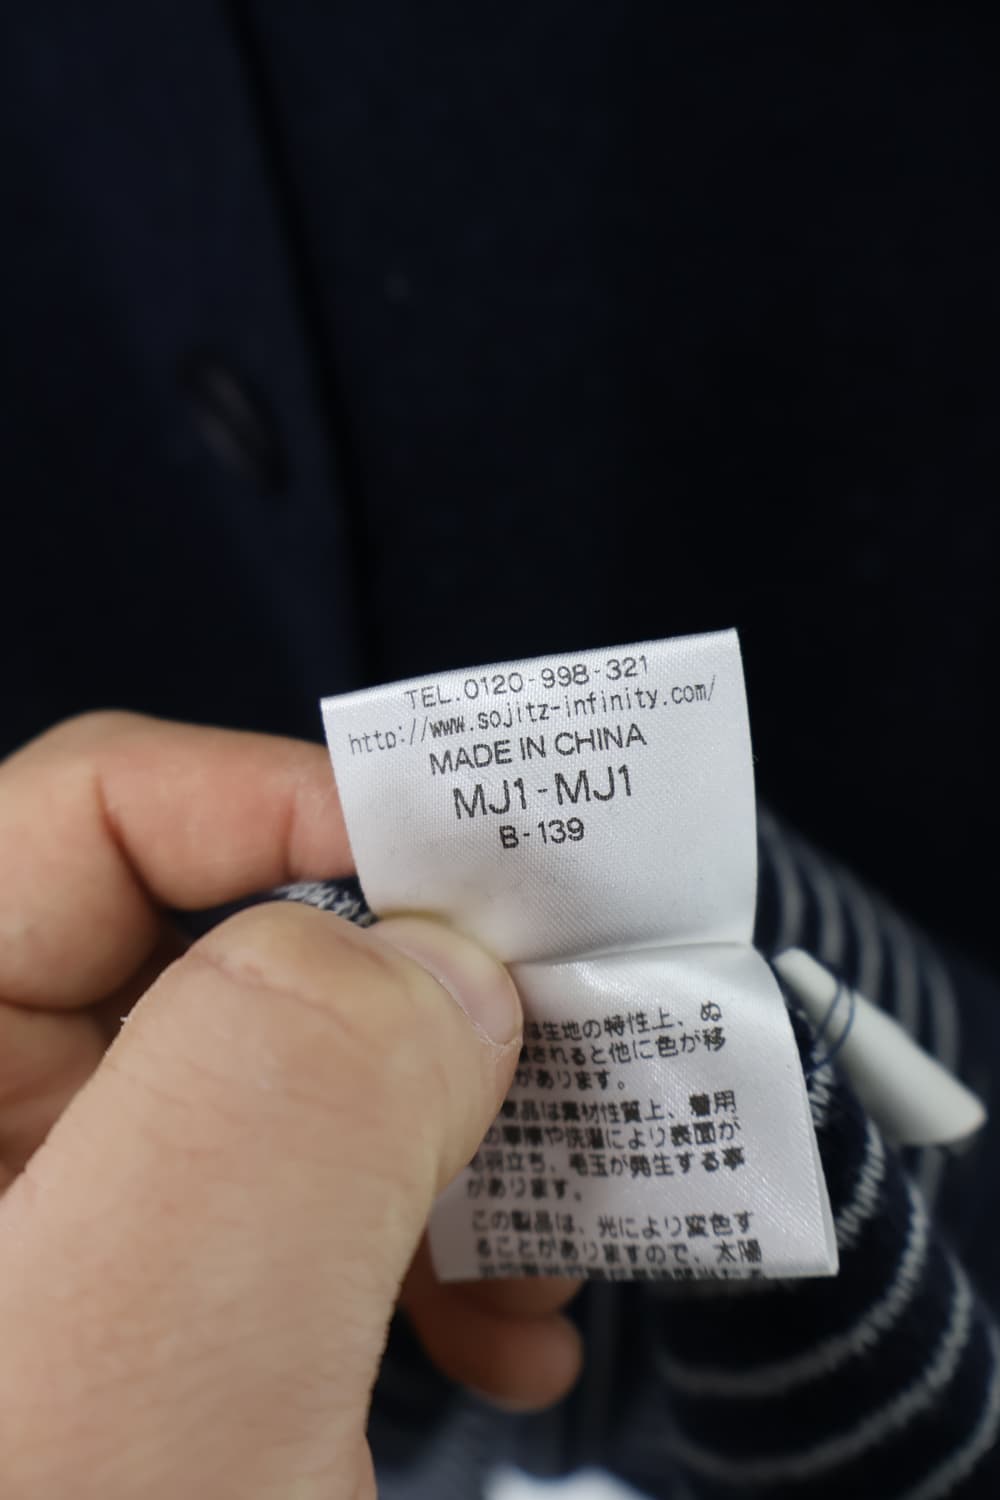 TEL.0120-998-321
http://www.sojitz-infinity.com/
MADE IN CHINA
MJ1-MJ1
B-139
は生地の特性上、ぬ
されると他に色が移
があります。
品は素材性質上、着用
摩擦や洗濯により表面が
毛羽立ち、毛玉が発生する事
があります。
この製品は、光により変色す
ることがありますので、太陽